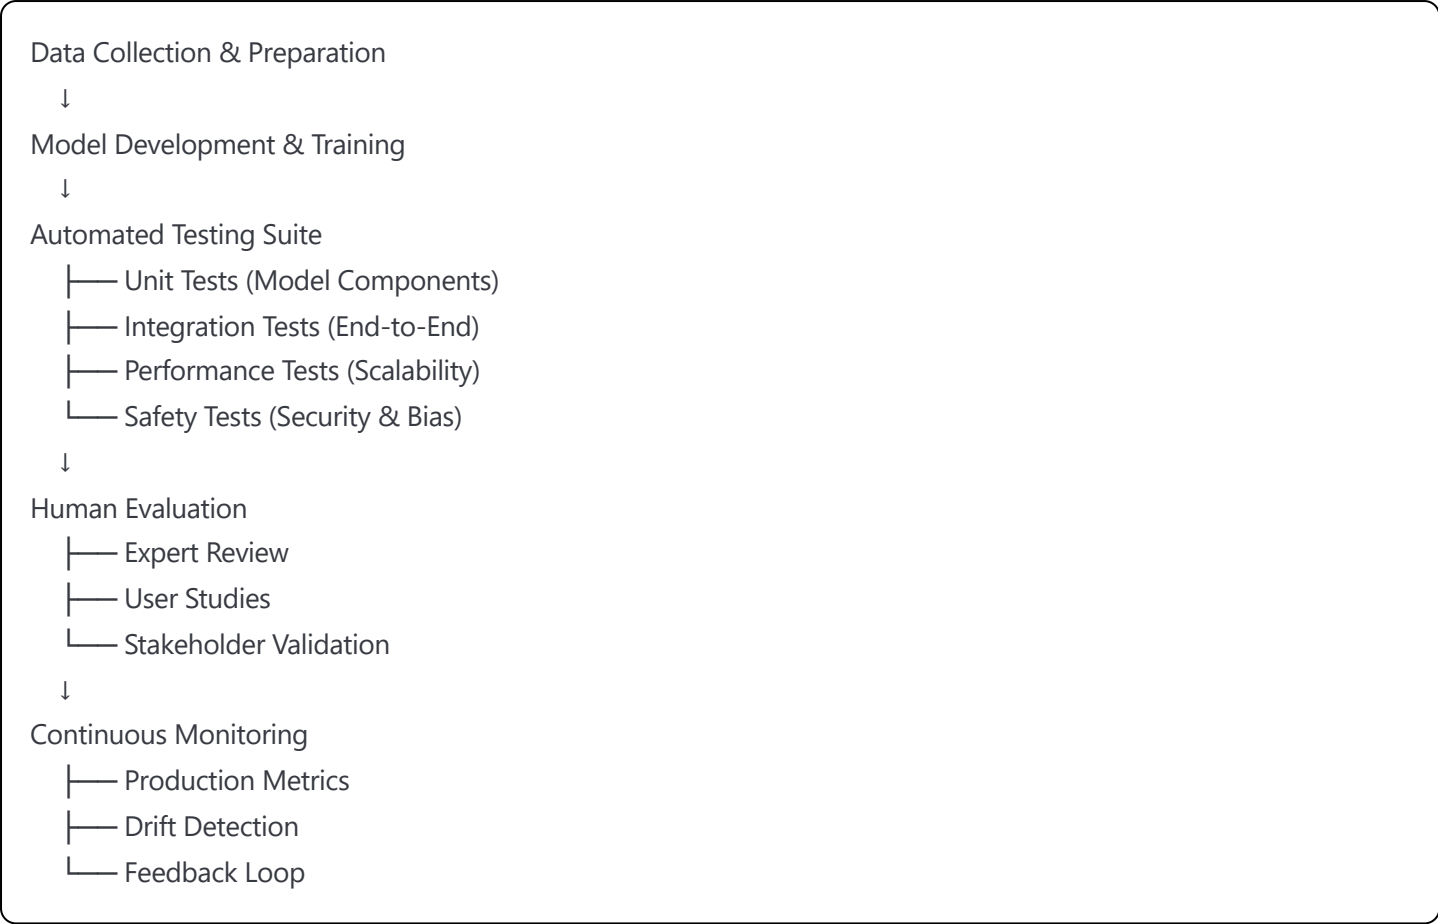 Data Collection & Preparation
↓
Model Development & Training
↓
Automated Testing Suite
├── Unit Tests (Model Components)
├── Integration Tests (End-to-End)
├── Performance Tests (Scalability)
└── Safety Tests (Security & Bias)
↓
Human Evaluation
├── Expert Review
├── User Studies
└── Stakeholder Validation
↓
Continuous Monitoring
├── Production Metrics
├── Drift Detection
└── Feedback Loop